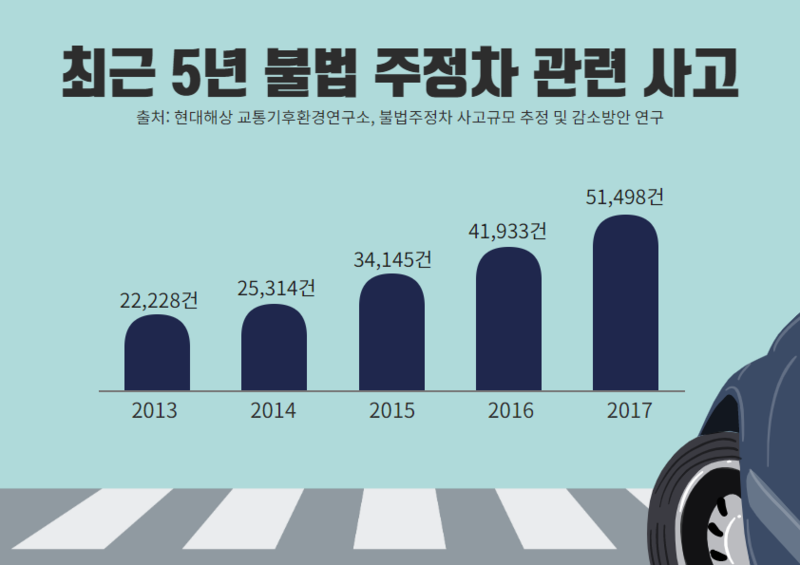 최근 5년 불법 주정차 관련 사고
출처: 현대해상 교통기후환경연구소, 불법주정차 사고규모 추정 및 감소방안 연구
51,498건
41,933건
34,145건
25,314건
22,228건
2013 2014 2015 2016 2017